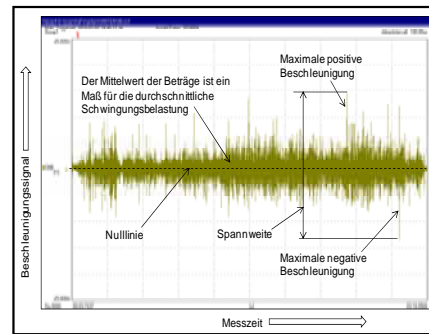 Maximale positive
Beschleunigung
Der Mittelwert der Beträge ist ein
Maß für die durchschnittliche
Schwingungsbelastung
Beschleunigungssignal
Nulllinie
Spannweite
Maximale negative
Beschleunigung
Messzeit